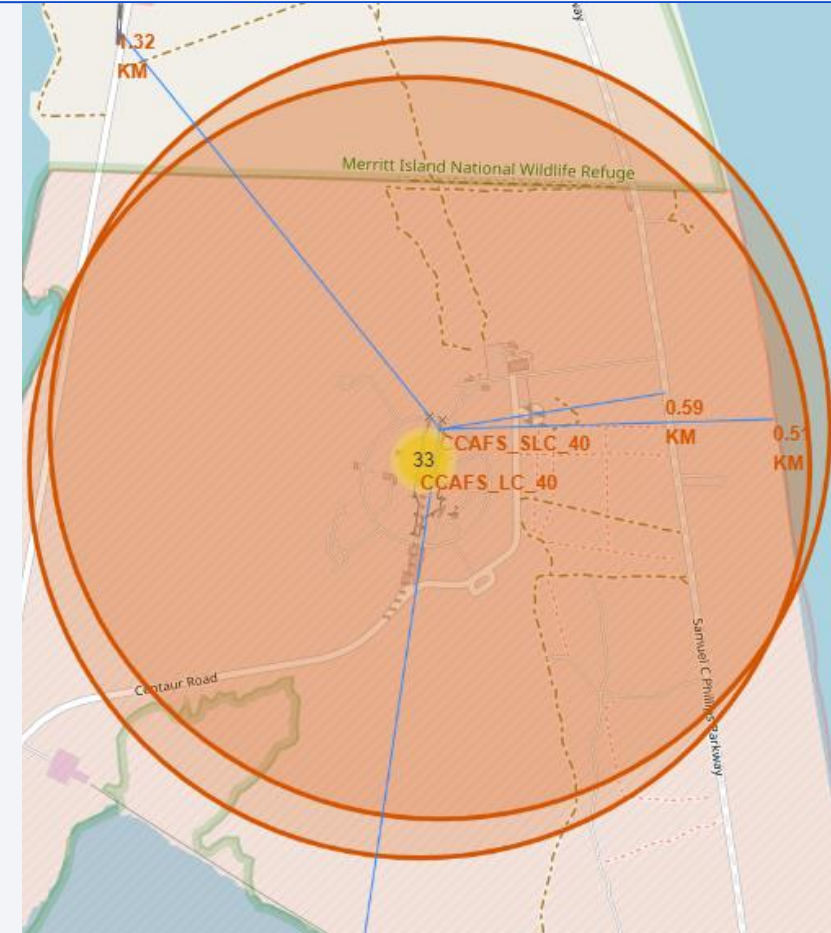 way
1.32
KM
Merritt Island National Wildlife Refuge
0.59
KM
0.51
KM
CCAFS_SLC_40
33
CCAFS_LC_40
Samuel C Phillips Parkway
Centaur Road